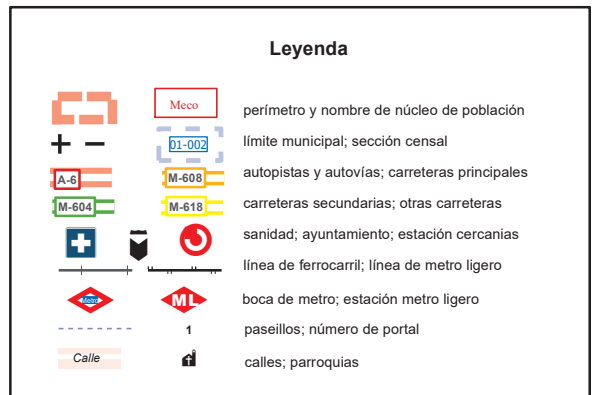 Leyenda
Meco perímetro y nombre de núcleo de población
01-002 límite municipal; sección censal
A-6 M-608 autopistas y autovías; carreteras principales
M-604 M-618 carreteras secundarias; otras carreteras
sanidad; ayuntamiento; estación cercanias
línea de ferrocarril; línea de metro ligero
Metro ML boca de metro; estación metro ligero
1 paseillos; número de portal
Calle calles; parroquias